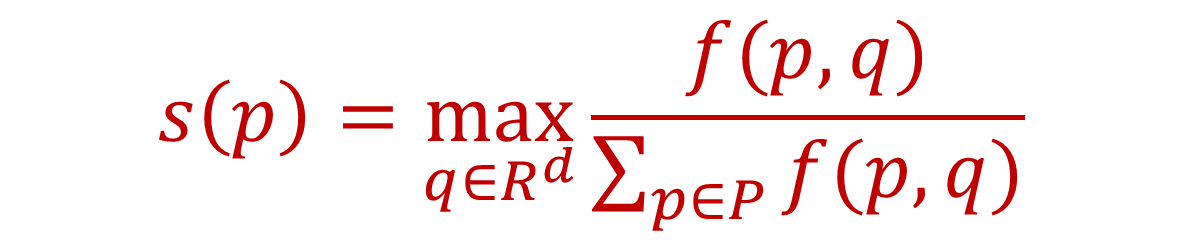 s(p) = max_{q∈R^d} f(p, q) / ∑_{p∈P} f(p, q)